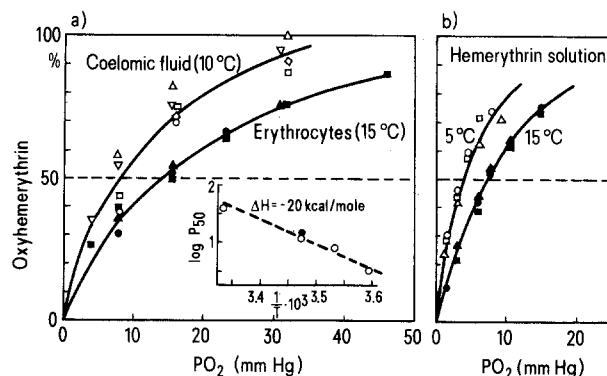 a)
100
%
50
0
Oxyhemerythrin
Coelomic fluid (10 °C)
Erythrocytes (15 °C)
2
1
log P50
ΔH = -20 kcal/mole
3.4
3.5
3.6
1/T · 10³
0
10
20
30
40
50
PO2 (mm Hg)
b)
Hemerythrin solution
5 °C
15 °C
0
10
20
PO2 (mm Hg)